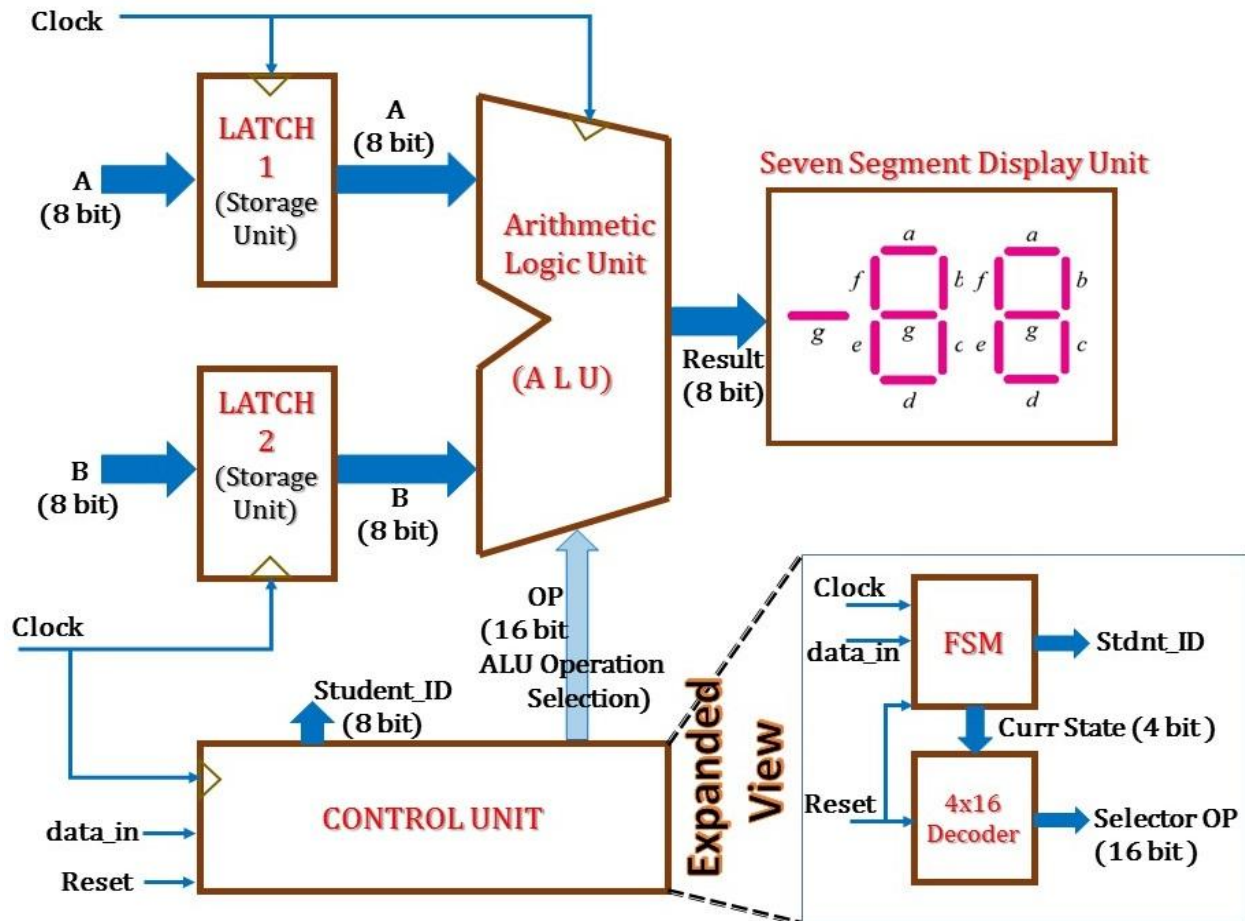 Clock
LATCH
1
(Storage
Unit)
A
(8 bit)
A
(8 bit)
Arithmetic
Logic Unit
(A L U)
Seven Segment Display Unit
a
f
b
g
e
c
d
a
f
b
g
e
c
d
g
Result
(8 bit)
LATCH
2
(Storage
Unit)
B
(8 bit)
B
(8 bit)
Clock
OP
(16 bit
ALU Operation
Selection)
Student_ID
(8 bit)
CONTROL UNIT
data_in
Reset
Expanded
View
Clock
data_in
FSM
Stdnt_ID
Curr State (4 bit )
Reset
4x16
Decoder
Selector OP
(16 bit )